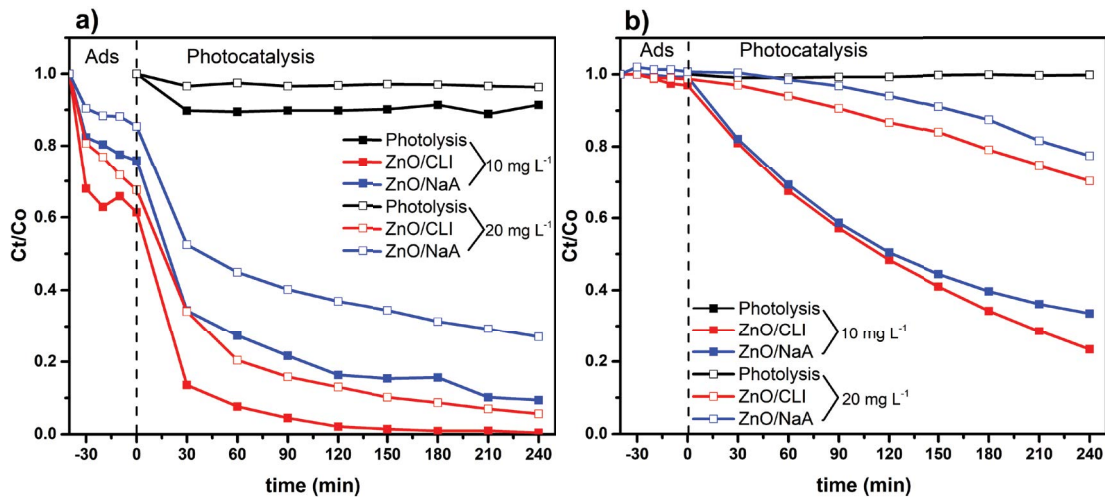 a)
Ads
Photocatalysis
1.0
0.8
0.6
0.4
0.2
0.0
Ct/Co
Photolysis
ZnO/CLI
ZnO/NaA
10 mg L-1
Photolysis
ZnO/CLI
ZnO/NaA
20 mg L-1
-30 0 30 60 90 120 150 180 210 240
time (min)
b)
Ads
Photocatalysis
1.0
0.8
0.6
0.4
0.2
0.0
Ct/Co
Photolysis
ZnO/CLI
ZnO/NaA
10 mg L-1
Photolysis
ZnO/CLI
ZnO/NaA
20 mg L-1
-30 0 30 60 90 120 150 180 210 240
time (min)